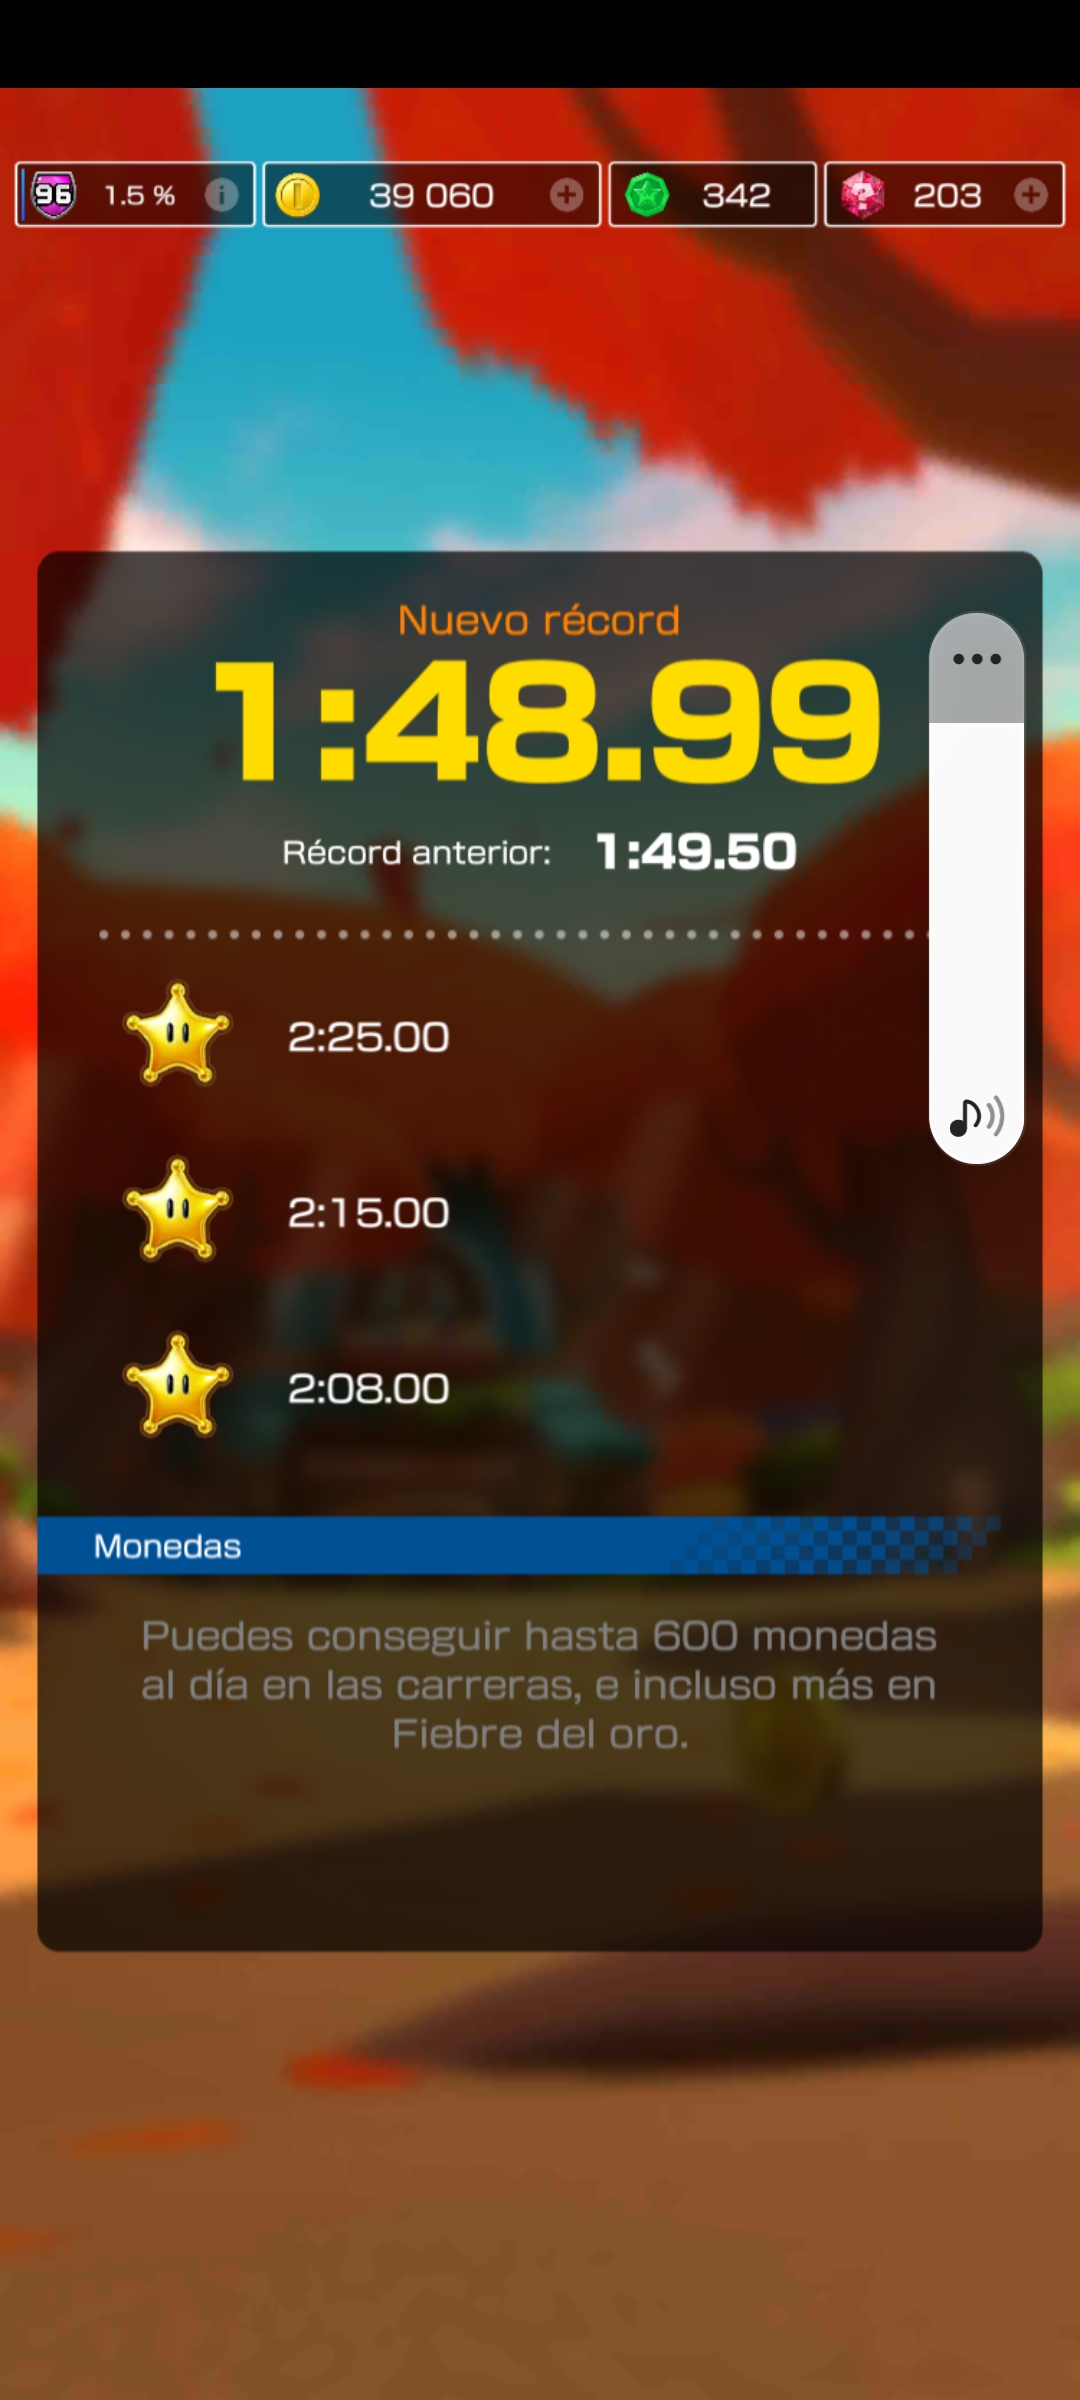 96 1.5 % i 39 060 + 342 203 +
Nuevo récord
1:48.99
Récord anterior: 1:49.50
2:25.00
2:15.00
2:08.00
Monedas
Puedes conseguir hasta 600 monedas
al día en las carreras, e incluso más en
Fiebre del oro.